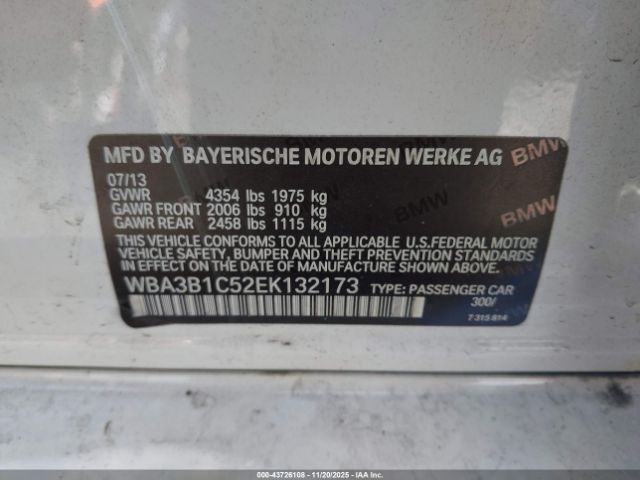 MFD BY BAYERISCHE MOTOREN WERKE AG
07/13
GVWR 4354 lbs 1975 kg
GAWR FRONT 2006 lbs 910 kg
GAWR REAR 2458 lbs 1115 kg
THIS VEHICLE CONFORMS TO ALL APPLICABLE U.S.FEDERAL MOTOR
VEHICLE SAFETY, BUMPER AND THEFT PREVENTION STANDARDS
IN EFFECT ON THE DATE OF MANUFACTURE SHOWN ABOVE.
WBA3B1C52EK132173 TYPE: PASSENGER CAR
300/
7 315 814
BMW
BMW
BMW
000-43726108 - 11/20/2025 - IAAI.COM